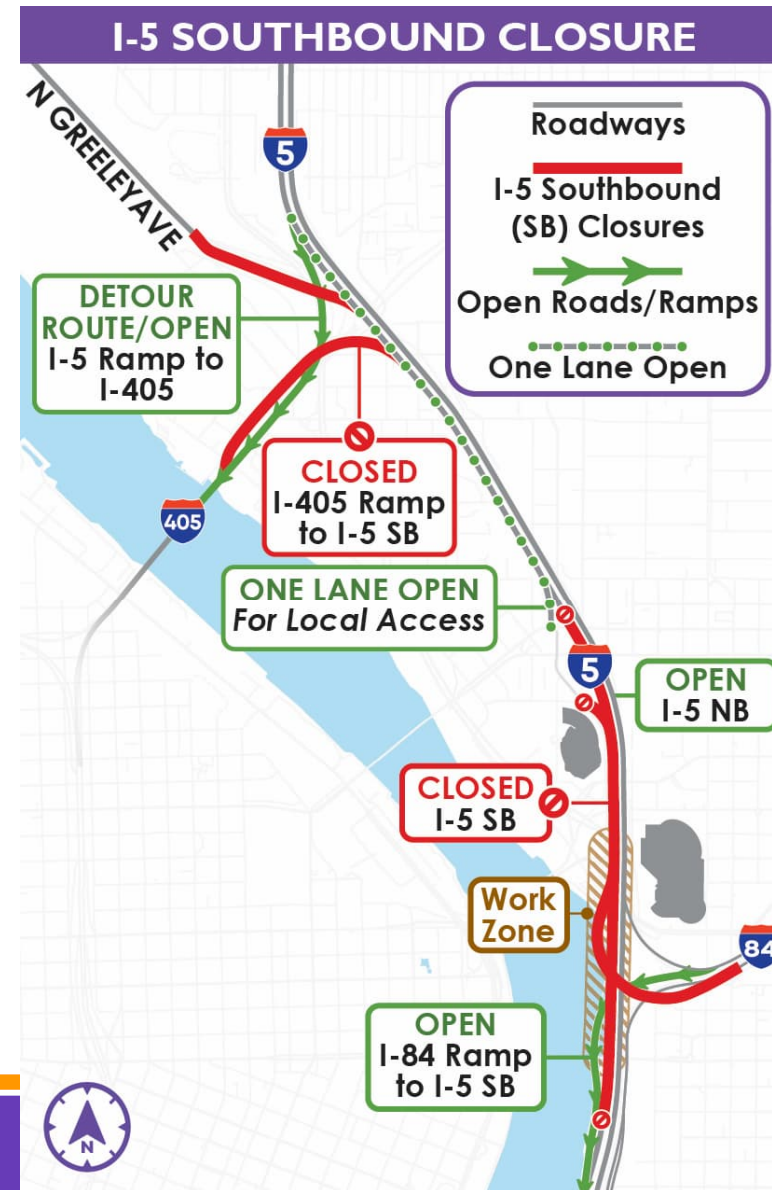 I-5 SOUTHBOUND CLOSURE
N GREELEY AVE
5
Roadways
I-5 Southbound
(SB) Closures
Open Roads/Ramps
One Lane Open
DETOUR
ROUTE/OPEN
I-5 Ramp to
I-405
CLOSED
I-405 Ramp
to I-5 SB
405
ONE LANE OPEN
For Local Access
5
OPEN
I-5 NB
CLOSED
I-5 SB
Work
Zone
84
OPEN
I-84 Ramp
to I-5 SB
N